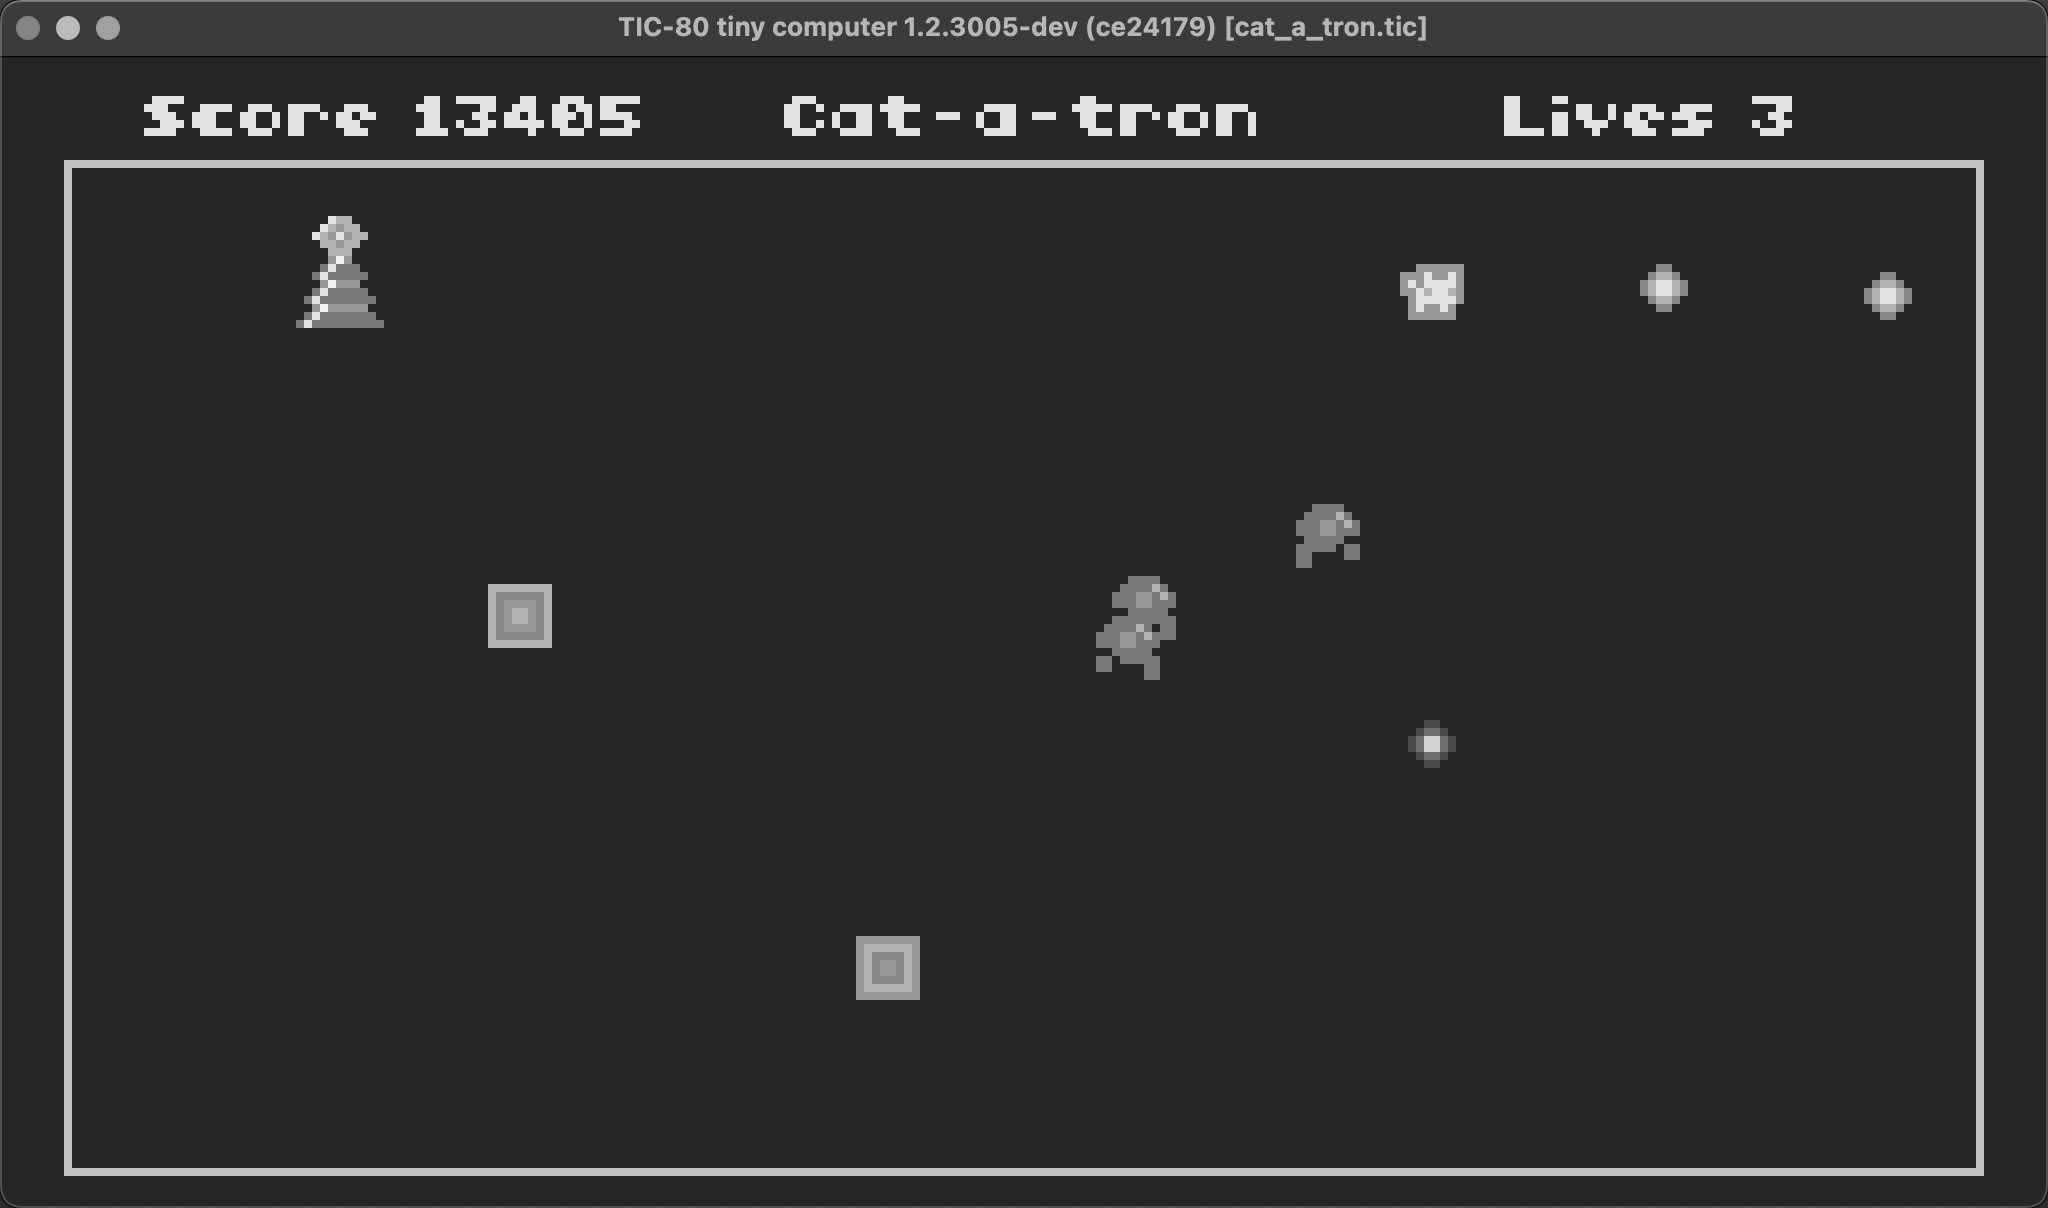 TIC-80 tiny computer 1.2.3005-dev (ce24179) [cat_a_tron.tic]
Score 13405 Cat-a-tron Lives 3